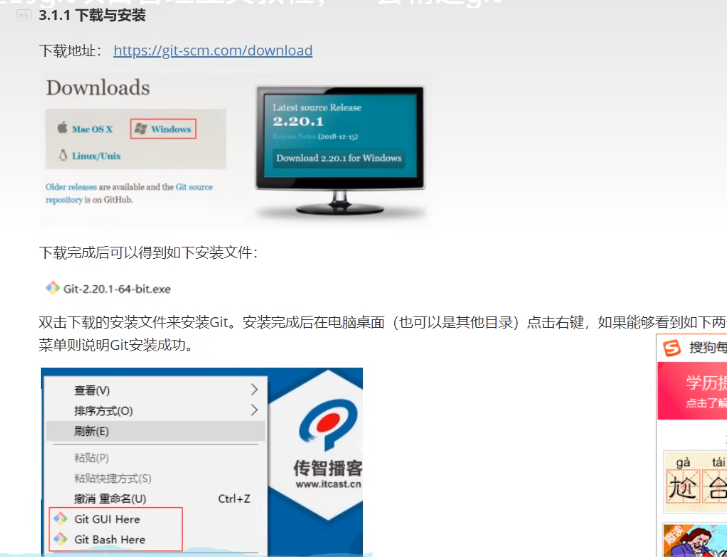 3.1.1 下载与安装
下载地址： https://git-scm.com/download
Downloads
Mac OS X
Windows
Linux/Unix
Older releases are available and the Git source
repository is on GitHub.
Latest source Release
2.20.1
Release Notes (2018-12-15)
Download 2.20.1 for Windows
下载完成后可以得到如下安装文件：
Git-2.20.1-64-bit.exe
双击下载的安装文件来安装Git。安装完成后在电脑桌面（也可以是其他目录）点击右键，如果能够看到如下两
菜单则说明Git安装成功。
查看(V)
排序方式(O)
刷新(E)
粘贴(P)
粘贴快捷方式(S)
撤消 重命名(U) Ctrl+Z
Git GUI Here
Git Bash Here
传智播客
www.itcast.cn
搜狗每
学历提
点击了解
gà tái
尬 台